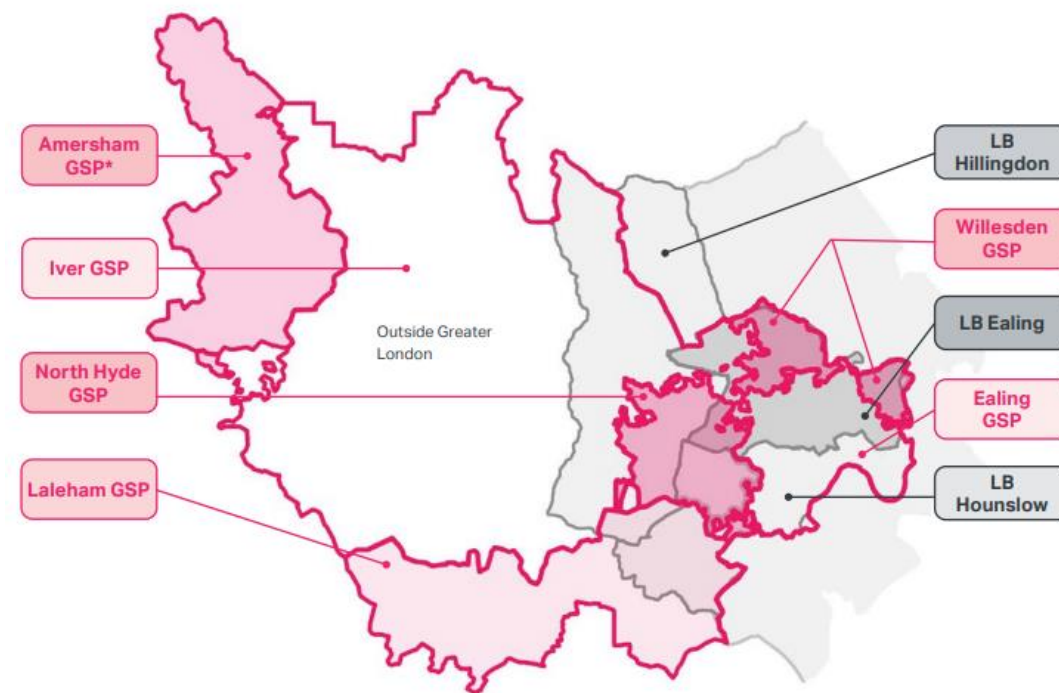 Amersham
GSP*
Iver GSP
North Hyde
GSP
Laleham GSP
Outside Greater
London
LB
Hillingdon
Willesden
GSP
LB Ealing
Ealing
GSP
LB
Hounslow